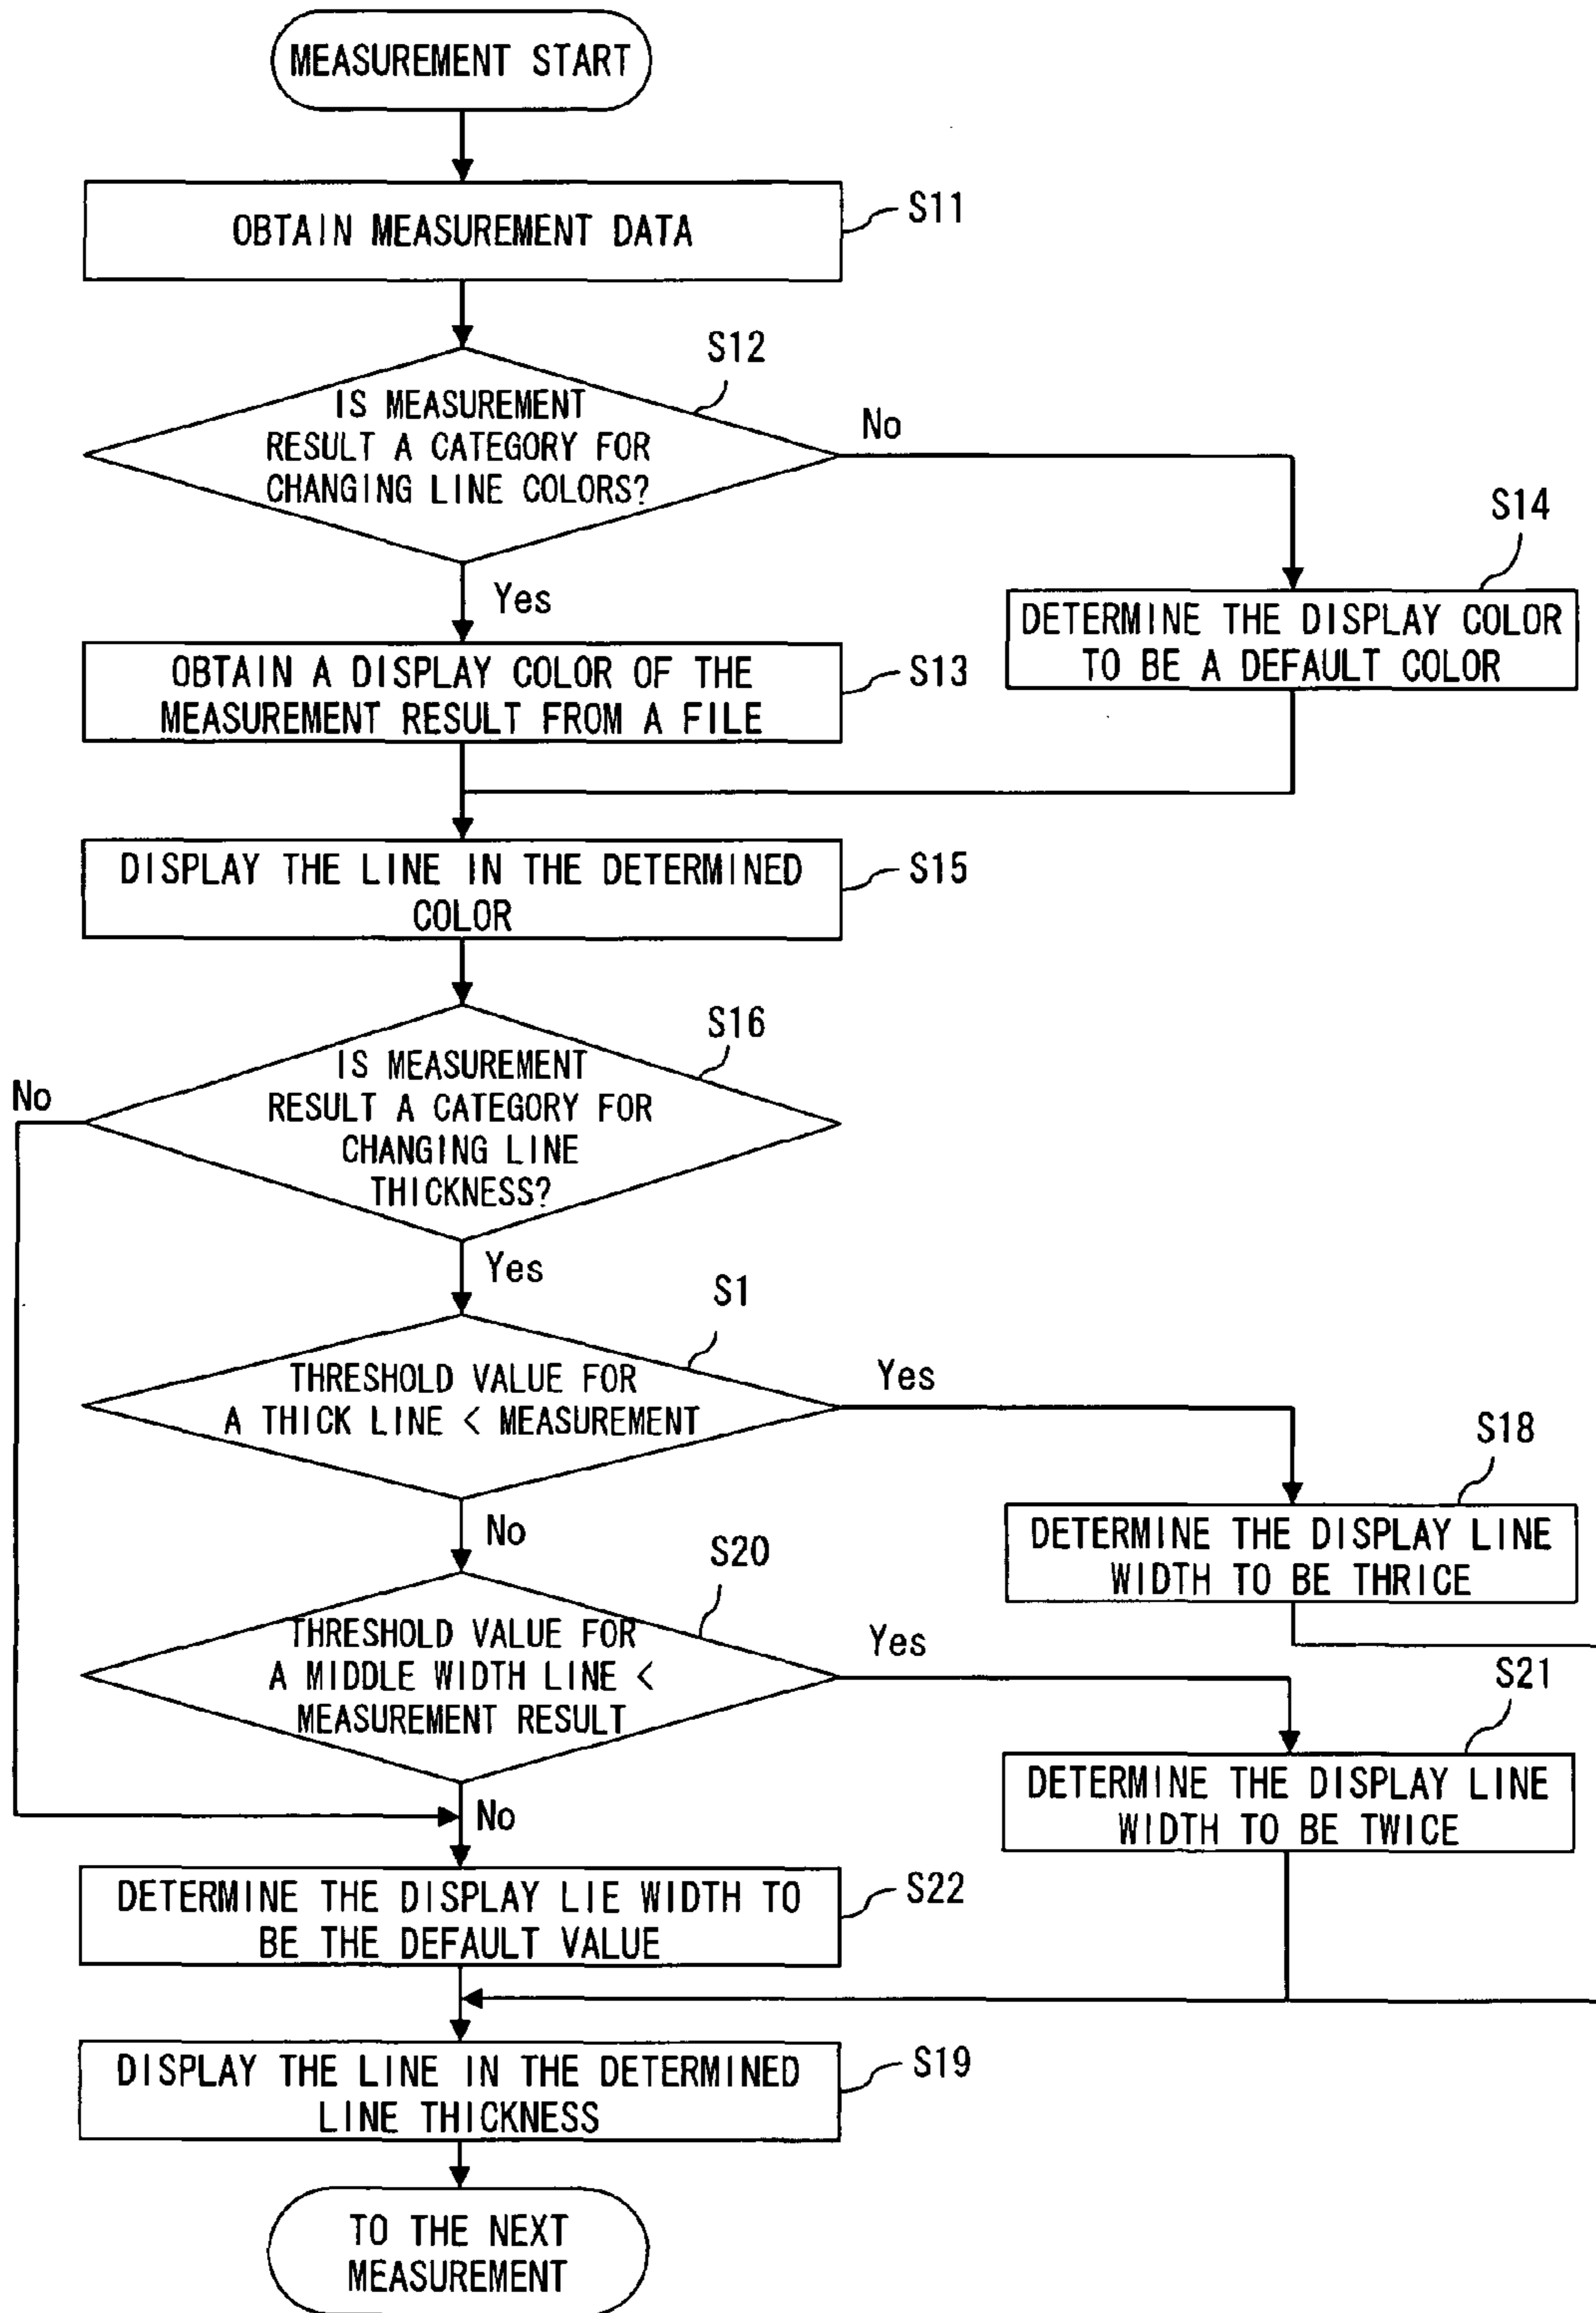 MEASUREMENT START
OBTAIN MEASUREMENT DATA
S11
S12
IS MEASUREMENT
RESULT A CATEGORY FOR
CHANGING LINE COLORS?
No
Yes
S14
DETERMINE THE DISPLAY COLOR
TO BE A DEFAULT COLOR
OBTAIN A DISPLAY COLOR OF THE
MEASUREMENT RESULT FROM A FILE
S13
DISPLAY THE LINE IN THE DETERMINED
COLOR
S15
S16
IS MEASUREMENT
RESULT A CATEGORY FOR
CHANGING LINE
THICKNESS?
No
Yes
S1
THRESHOLD VALUE FOR
A THICK LINE < MEASUREMENT
Yes
No
S18
DETERMINE THE DISPLAY LINE
WIDTH TO BE THRICE
S20
THRESHOLD VALUE FOR
A MIDDLE WIDTH LINE <
MEASUREMENT RESULT
Yes
No
S21
DETERMINE THE DISPLAY LINE
WIDTH TO BE TWICE
DETERMINE THE DISPLAY LIE WIDTH TO
BE THE DEFAULT VALUE
S22
DISPLAY THE LINE IN THE DETERMINED
LINE THICKNESS
S19
TO THE NEXT
MEASUREMENT